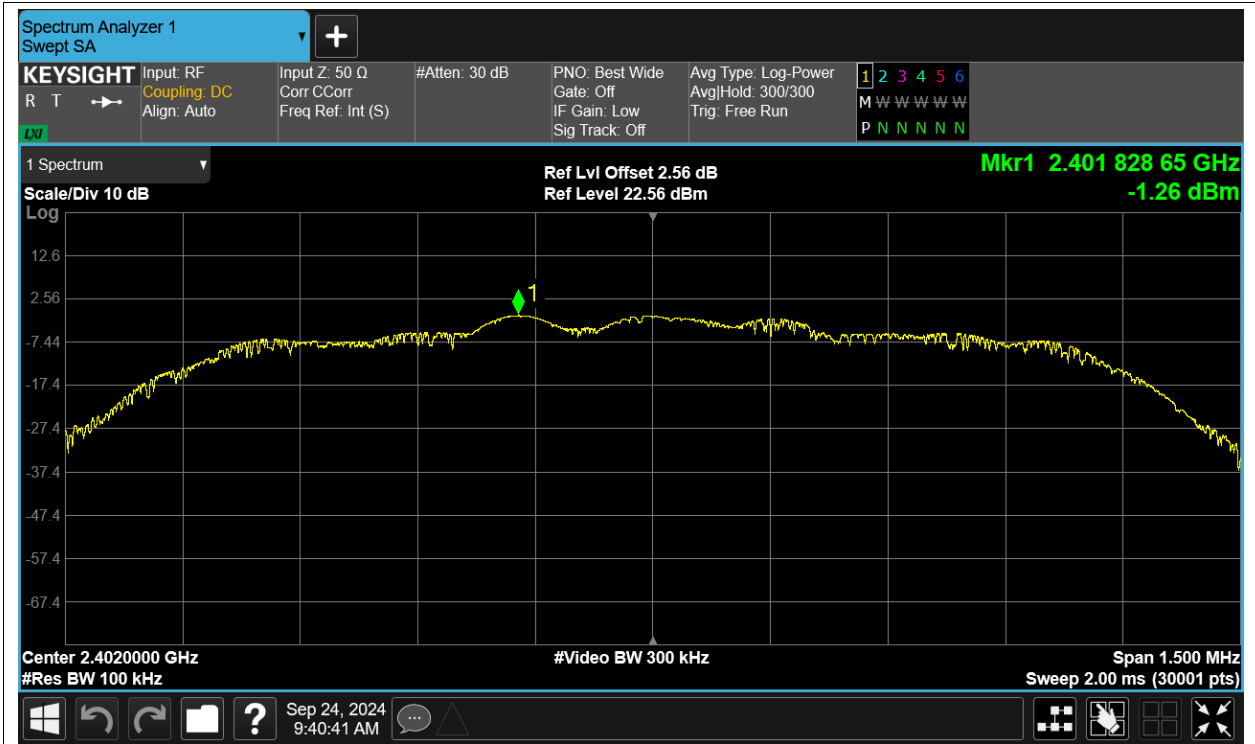 Spectrum Analyzer 1
Swept SA
KEYSIGHT
R T
LXI
Input: RF
Coupling: DC
Align: Auto
Input Z: 50 Ω
Corr CCorr
Freq Ref: Int (S)
#Atten: 30 dB
PNO: Best Wide
Gate: Off
IF Gain: Low
Sig Track: Off
Avg Type: Log-Power
Avg|Hold: 300/300
Trig: Free Run
1 2 3 4 5 6
M W W W W W
P N N N N N
1 Spectrum
Scale/Div 10 dB
Log
Ref Lvl Offset 2.56 dB
Ref Level 22.56 dBm
Mkr1 2.401 828 65 GHz
-1.26 dBm
1
12.6
2.56
-7.44
-17.4
-27.4
-37.4
-47.4
-57.4
-67.4
Center 2.4020000 GHz
#Res BW 100 kHz
#Video BW 300 kHz
Span 1.500 MHz
Sweep 2.00 ms (30001 pts)
?
Sep 24, 2024
9:40:41 AM